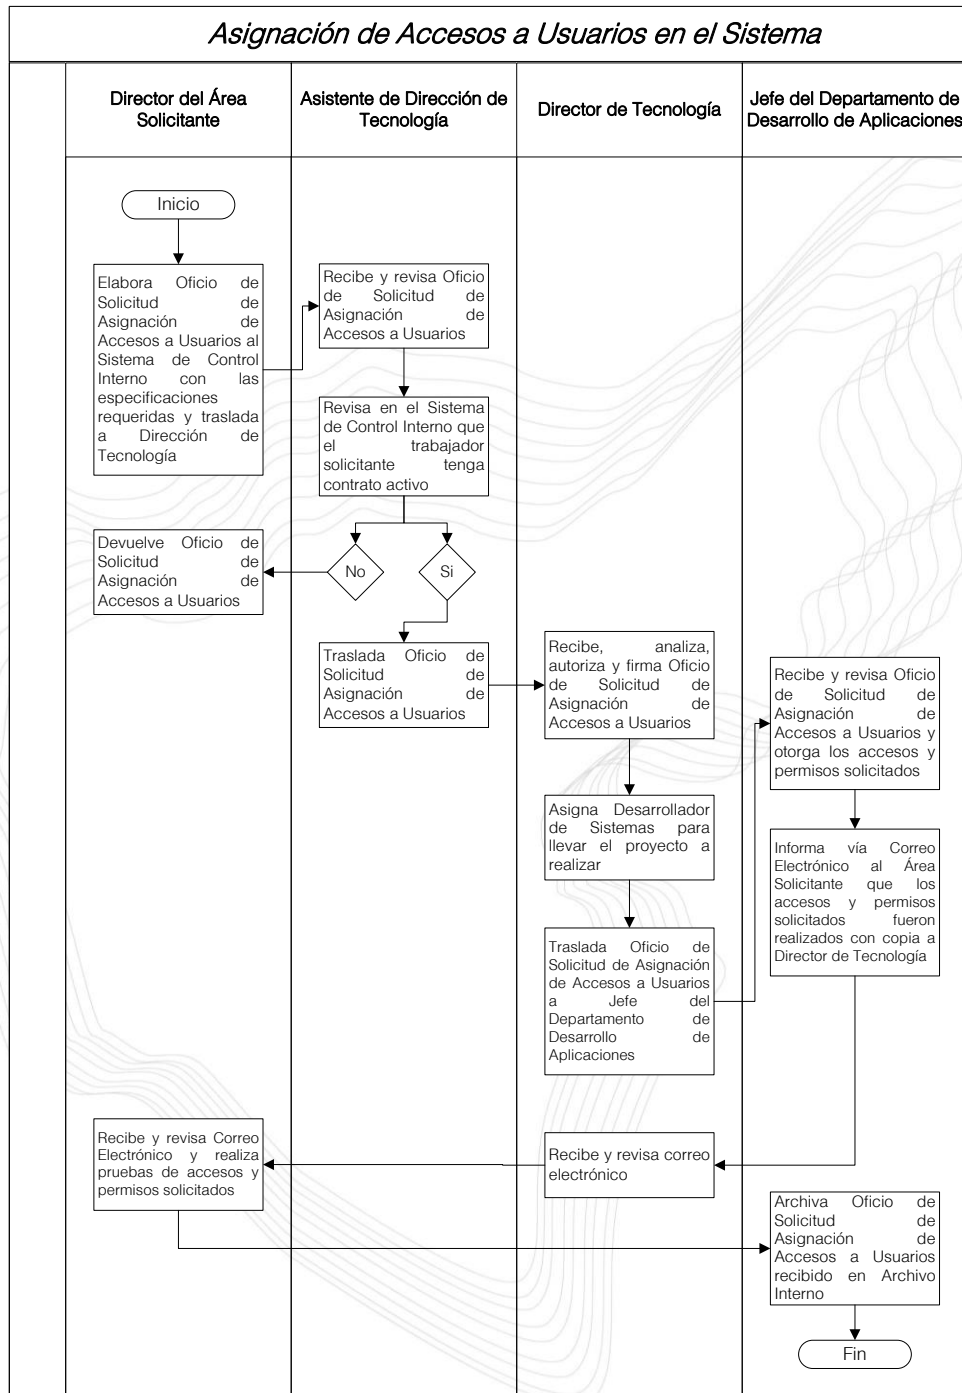 Asignación de Accesos a Usuarios en el Sistema
Director del Área
Solicitante
Asistente de Dirección de
Tecnología
Director de Tecnología
Jefe del Departamento de
Desarrollo de Aplicaciones
Inicio
Elabora Oficio de
Solicitud de
Asignación de
Accesos a Usuarios al
Sistema de Control
Interno con las
especificaciones
requeridas y traslada
a Dirección de
Tecnología
Recibe y revisa Oficio
de Solicitud de
Asignación de
Accesos a Usuarios
Revisa en el Sistema
de Control Interno que
el trabajador
solicitante tenga
contrato activo
Devuelve Oficio de
Solicitud de
Asignación de
Accesos a Usuarios
No
Si
Traslada Oficio de
Solicitud de
Asignación de
Accesos a Usuarios
Recibe, analiza,
autoriza y firma Oficio
de Solicitud de
Asignación de
Accesos a Usuarios
Asigna Desarrollador
de Sistemas para
llevar el proyecto a
realizar
Traslada Oficio de
Solicitud de Asignación
de Accesos a Usuarios
a Jefe del
Departamento de
Desarrollo de
Aplicaciones
Recibe y revisa Oficio
de Solicitud de
Asignación de
Accesos a Usuarios y
otorga los accesos y
permisos solicitados
Informa vía Correo
Electrónico al Área
Solicitante que los
accesos y permisos
solicitados fueron
realizados con copia a
Director de Tecnología
Recibe y revisa correo
electrónico
Recibe y revisa Correo
Electrónico y realiza
pruebas de accesos y
permisos solicitados
Archiva Oficio de
Solicitud de
Asignación de
Accesos a Usuarios
recibido en Archivo
Interno
Fin